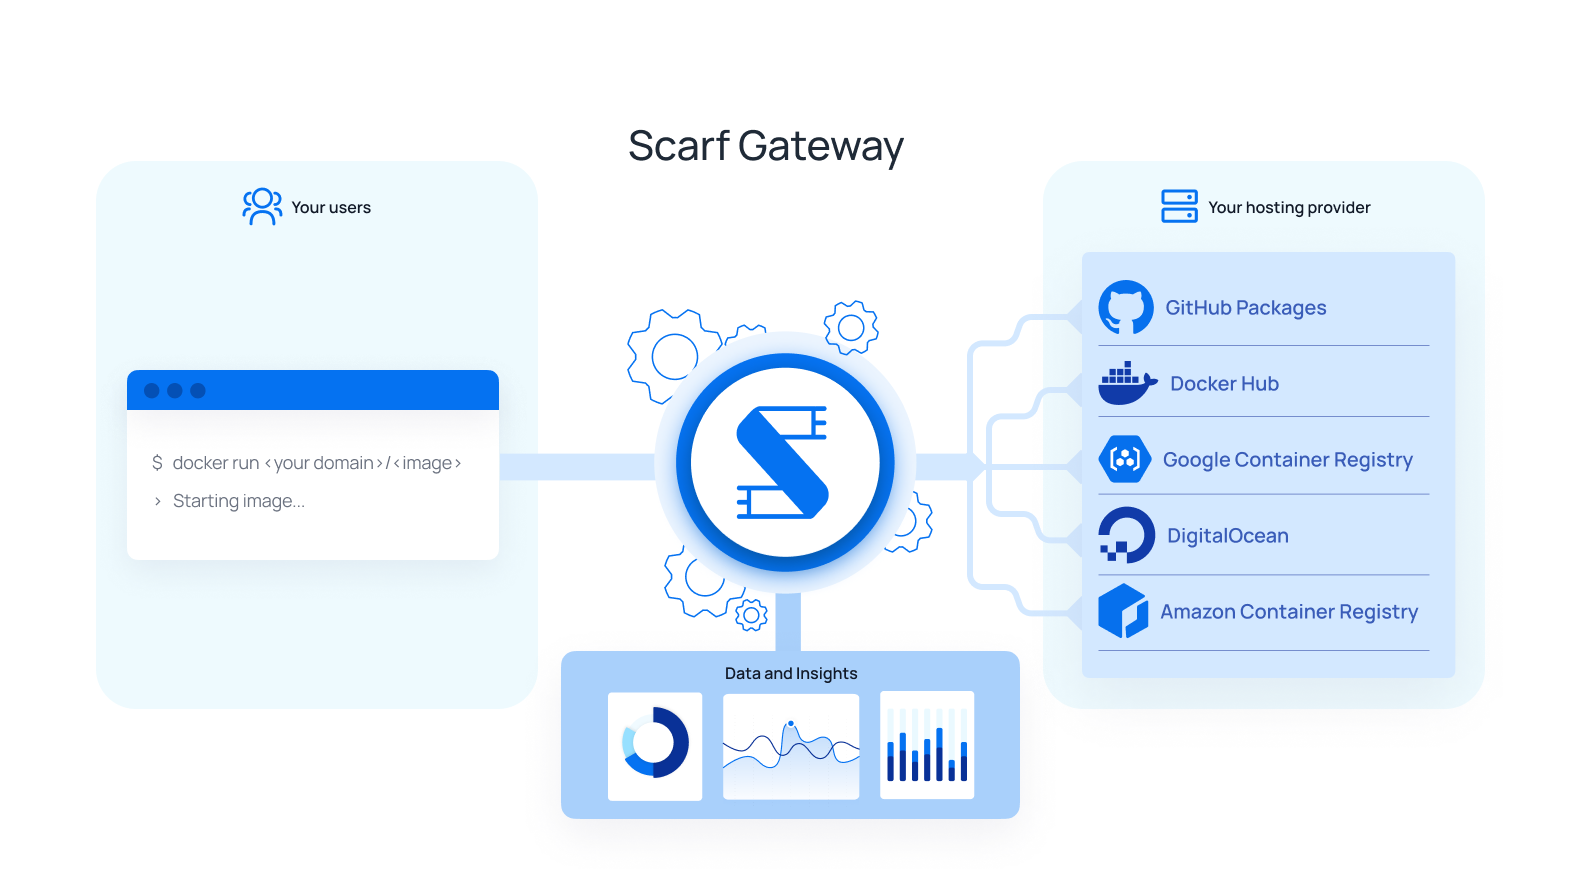 Scarf Gateway
Your users
$ docker run <your domain>/<image>
> Starting image...
Your hosting provider
GitHub Packages
Docker Hub
Google Container Registry
DigitalOcean
Amazon Container Registry
Data and Insights